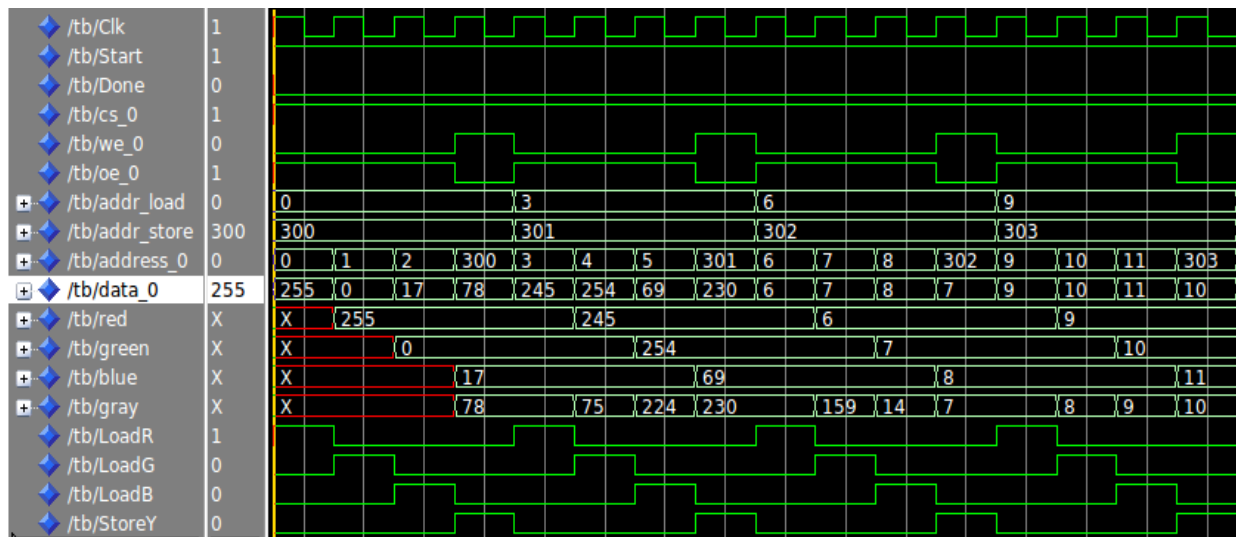 /tb/Clk 1
/tb/Start 1
/tb/Done 0
/tb/cs_0 1
/tb/we_0 0
/tb/oe_0 1
/tb/addr_load 0 0 3 6 9
/tb/addr_store 300 300 301 302 303
/tb/address_0 0 0 1 2 300 3 4 5 301 6 7 8 302 9 10 11 303
/tb/data_0 255 255 0 17 78 245 254 69 230 6 7 8 7 9 10 11 10
/tb/red X X 255 245 6 9
/tb/green X X 0 254 7 10
/tb/blue X X 17 69 8 11
/tb/gray X X 78 75 224 230 159 14 7 8 9 10
/tb/LoadR 1
/tb/LoadG 0
/tb/LoadB 0
/tb/StoreY 0